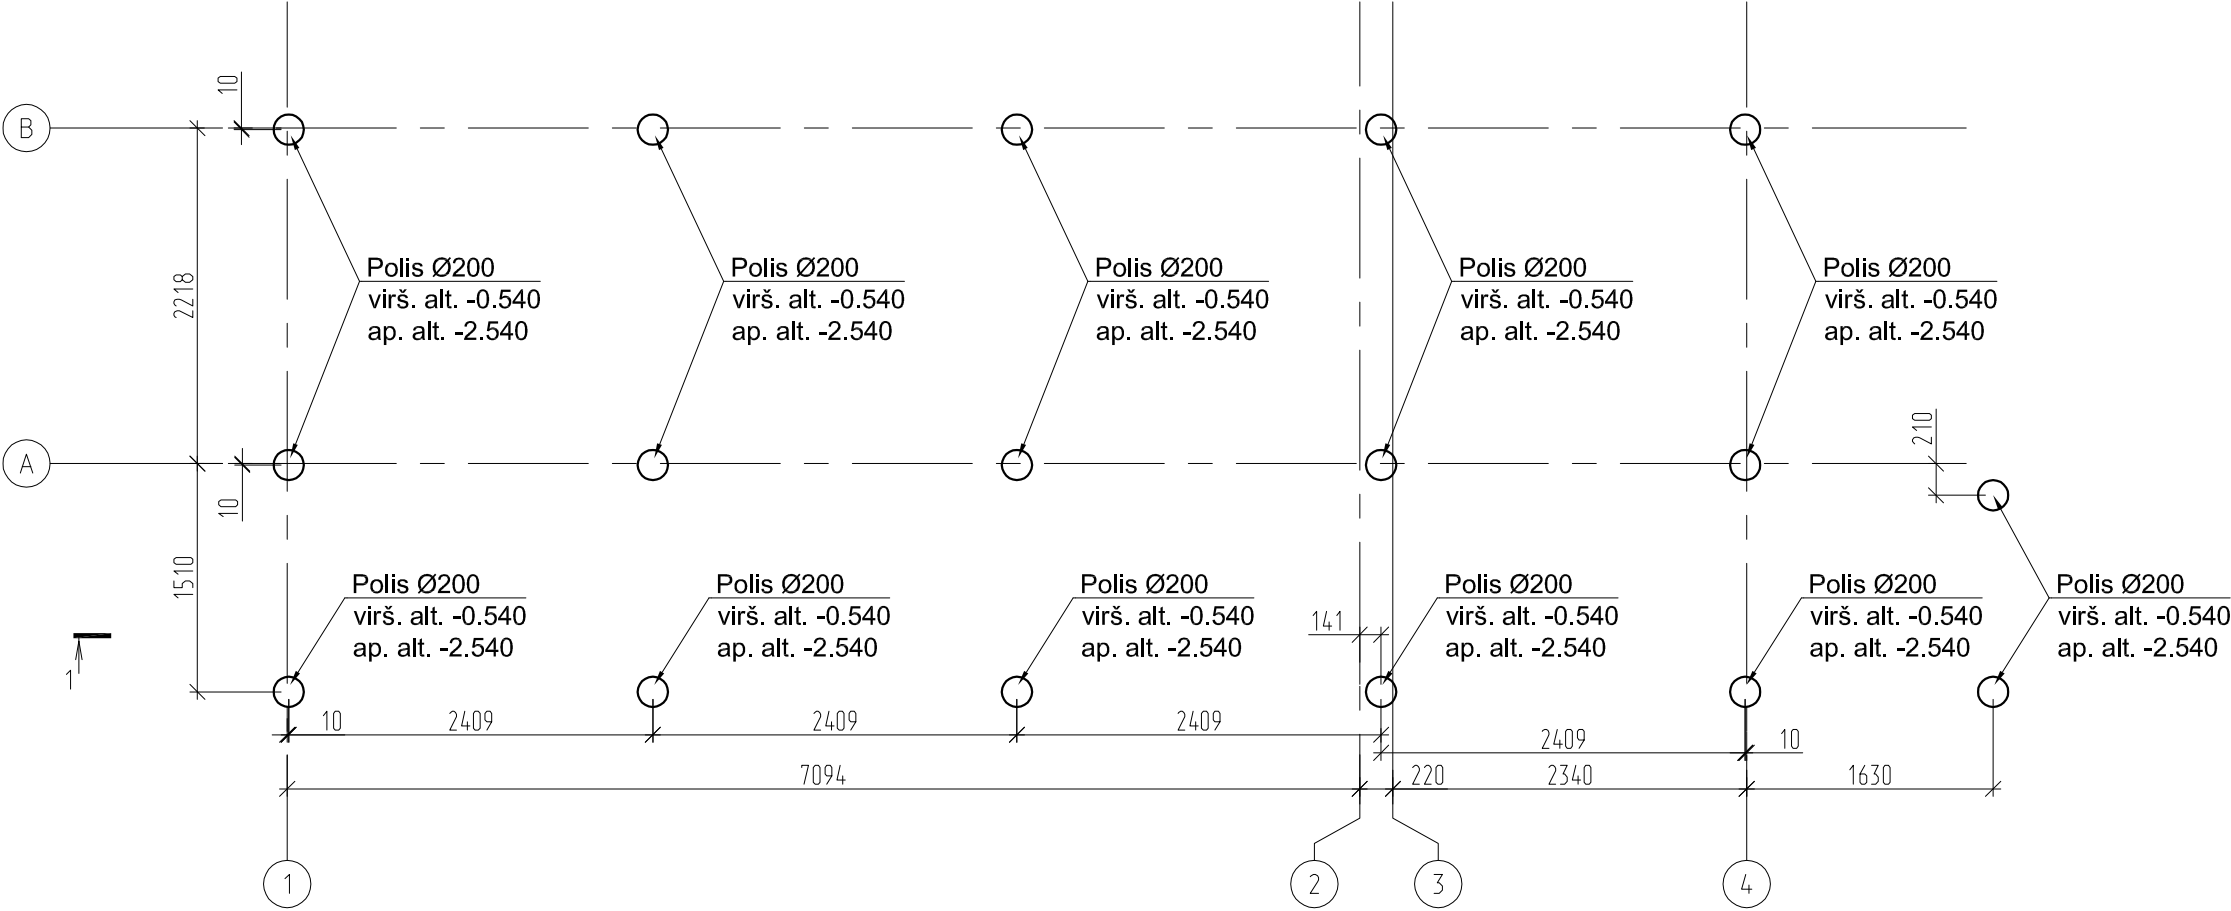 10
B
Polis Ø200
virš. alt. -0.540
ap. alt. -2.540
Polis Ø200
virš. alt. -0.540
ap. alt. -2.540
Polis Ø200
virš. alt. -0.540
ap. alt. -2.540
Polis Ø200
virš. alt. -0.540
ap. alt. -2.540
Polis Ø200
virš. alt. -0.540
ap. alt. -2.540
2218
A
10
210
1510
Polis Ø200
virš. alt. -0.540
ap. alt. -2.540
Polis Ø200
virš. alt. -0.540
ap. alt. -2.540
Polis Ø200
virš. alt. -0.540
ap. alt. -2.540
141
Polis Ø200
virš. alt. -0.540
ap. alt. -2.540
Polis Ø200
virš. alt. -0.540
ap. alt. -2.540
Polis Ø200
virš. alt. -0.540
ap. alt. -2.540
1
10
2409
2409
2409
2409
10
7094
220
2340
1630
1
2
3
4